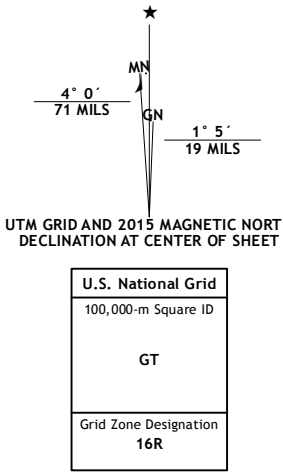 MN.
4° 0´
71 MILS
GN
1° 5´
19 MILS
UTM GRID AND 2015 MAGNETIC NORT
DECLINATION AT CENTER OF SHEET
U.S. National Grid
100,000-m Square ID
GT
Grid Zone Designation
16R